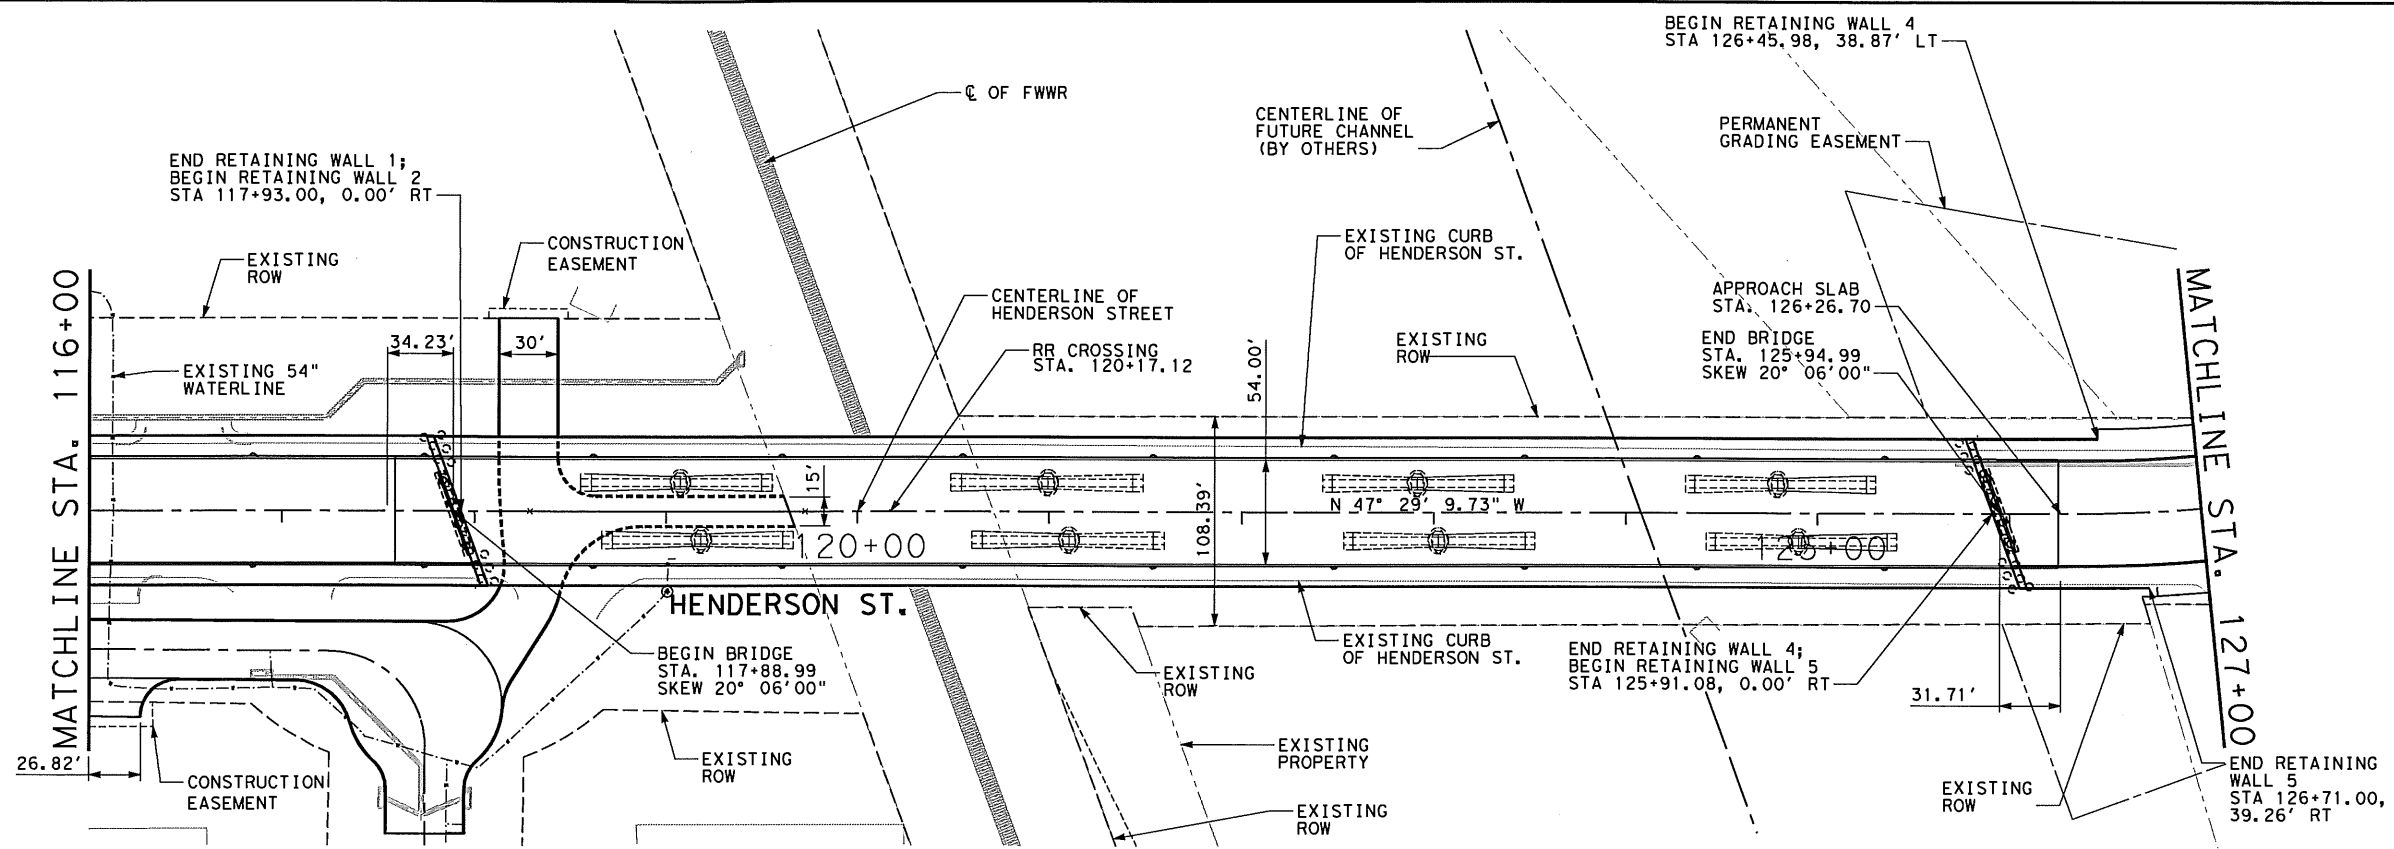 BEGIN RETAINING WALL 4
STA 126+45.98, 38.87' LT
℄ OF FWWR
CENTERLINE OF
FUTURE CHANNEL
(BY OTHERS)
PERMANENT
GRADING EASEMENT
END RETAINING WALL 1;
BEGIN RETAINING WALL 2
STA 117+93.00, 0.00' RT
CONSTRUCTION
EASEMENT
EXISTING
ROW
EXISTING CURB
OF HENDERSON ST.
CENTERLINE OF
HENDERSON STREET
APPROACH SLAB
STA. 126+26.70
MATCHLINE STA. 116+00
34.23'
30'
EXISTING 54"
WATERLINE
RR CROSSING
STA. 120+17.12
54.00'
EXISTING
ROW
END BRIDGE
STA. 125+94.99
SKEW 20° 06'00"
MATCHLINE STA. 127+00
15'
108.39'
N 47° 29' 9.73" W
120+00
125+00
HENDERSON ST.
BEGIN BRIDGE
STA. 117+88.99
SKEW 20° 06'00"
EXISTING
ROW
EXISTING CURB
OF HENDERSON ST.
END RETAINING WALL 4;
BEGIN RETAINING WALL 5
STA 125+91.08, 0.00' RT
31.71'
26.82'
CONSTRUCTION
EASEMENT
EXISTING
ROW
EXISTING
PROPERTY
EXISTING
ROW
EXISTING
ROW
END RETAINING
WALL 5
STA 126+71.00,
39.26' RT